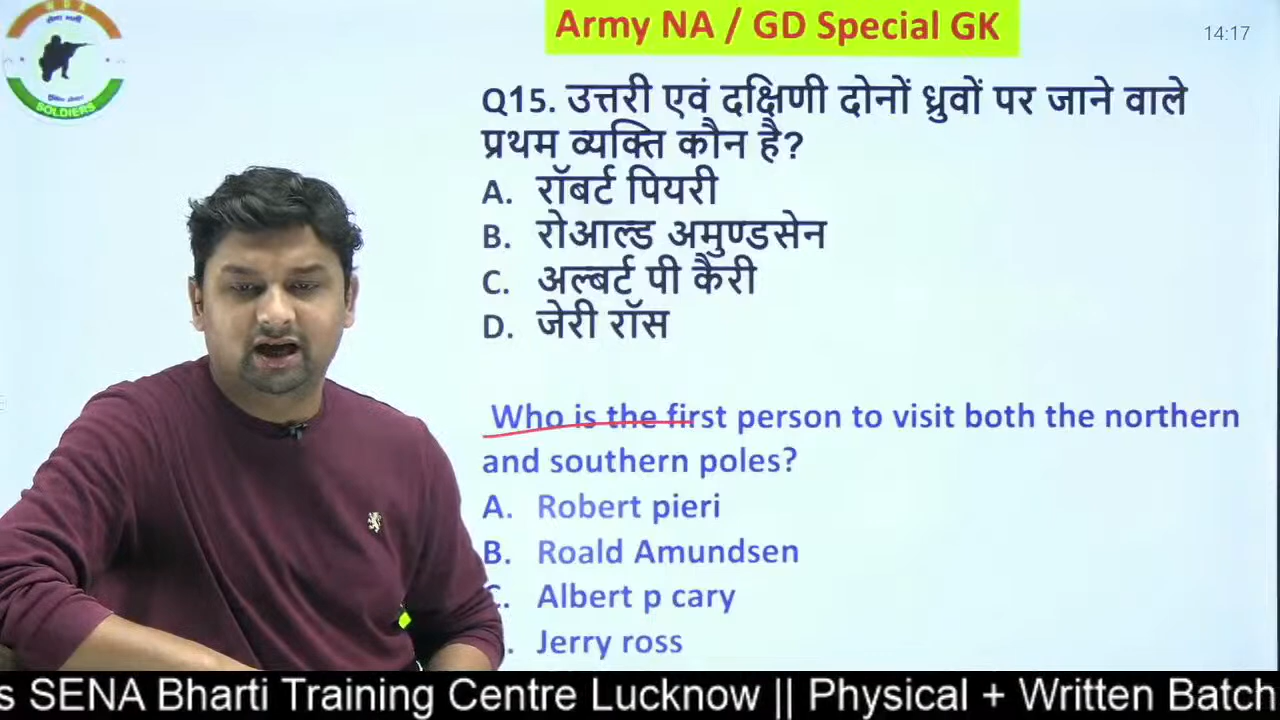 Army NA / GD Special GK
14:17
W D A
SOLDIERS
Q15. उत्तरी एवं दक्षिणी दोनों ध्रुवों पर जाने वाले
प्रथम व्यक्ति कौन है?
A. रॉबर्ट पियरी
B. रोआल्ड अमुण्डसेन
C. अल्बर्ट पी कैरी
D. जेरी रॉस
Who is the first person to visit both the northern
and southern poles?
A. Robert pieri
B. Roald Amundsen
C. Albert p cary
. Jerry ross
s SENA Bharti Training Centre Lucknow || Physical + Written Batch